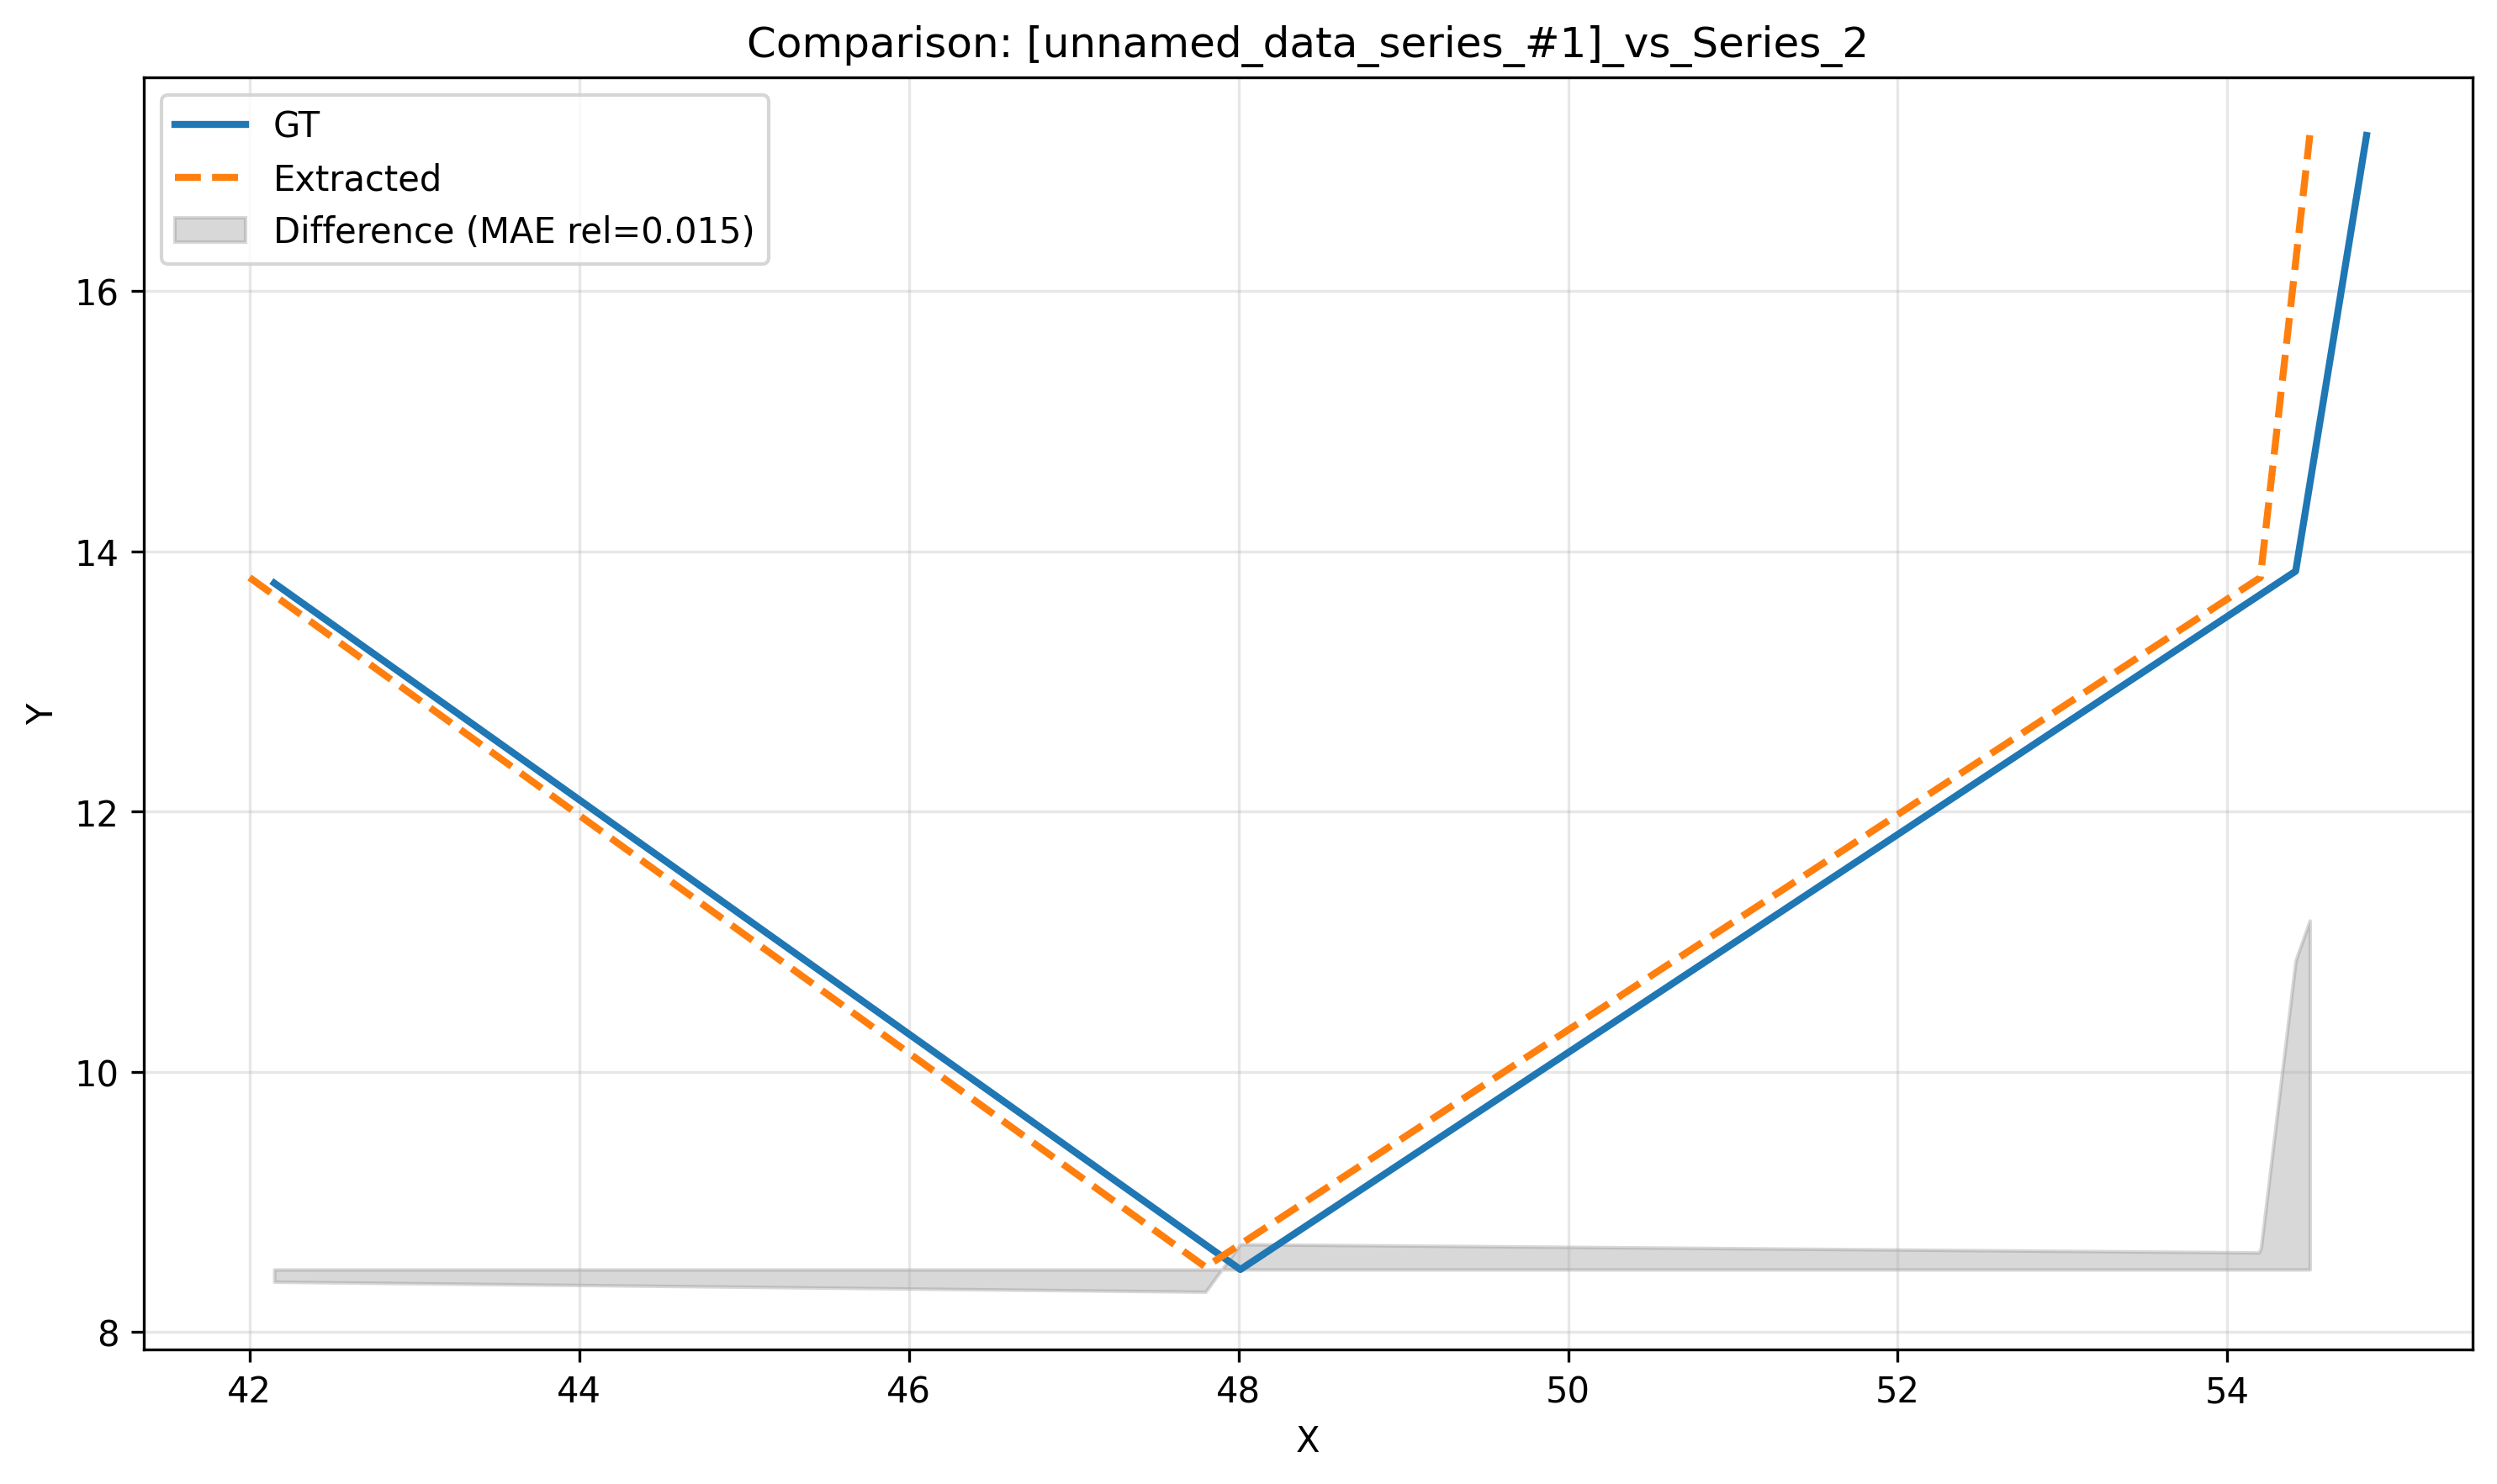 Comparison: [unnamed_data_series_#1]_vs_Series_2
GT
Extracted
Difference (MAE rel=0.015)
Y
16
14
12
10
8
42 44 46 48 50 52 54
X